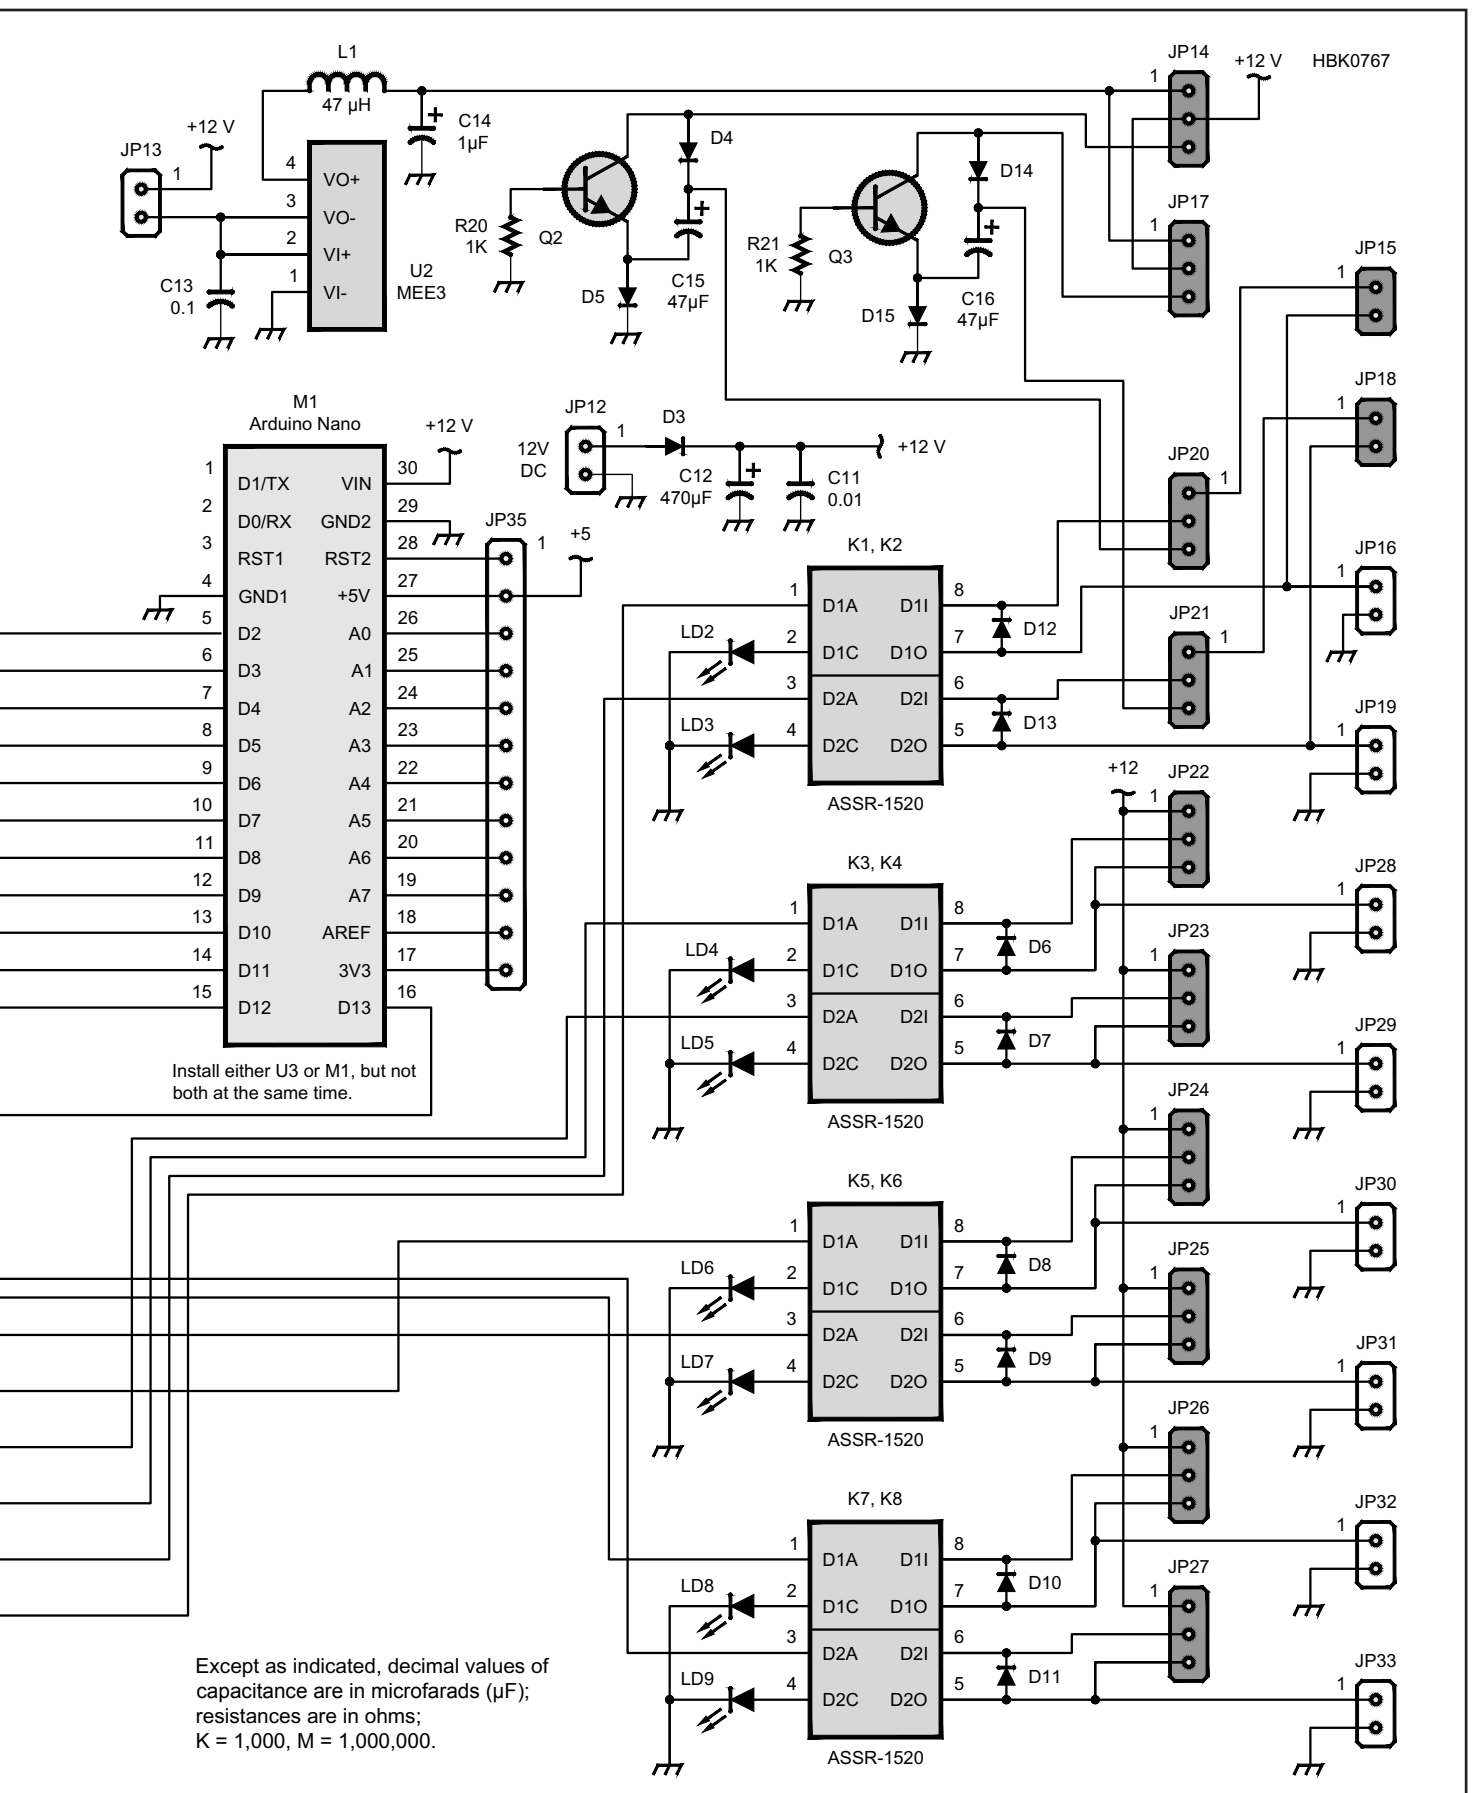 L1
47 µH
+12 V
JP13
1
4
3
2
1
VO+
VO-
VI+
VI-
U2
MEE3
C13
0.1
C14
1µF
+
R20
1K
Q2
D4
D5
+
C15
47µF
R21
1K
Q3
D14
D15
+
C16
47µF
JP14
1
+12 V
HBK0767
JP17
1
JP15
1
JP18
1
M1
Arduino Nano
+12 V
1
2
3
4
5
6
7
8
9
10
11
12
13
14
15
D1/TX
D0/RX
RST1
GND1
D2
D3
D4
D5
D6
D7
D8
D9
D10
D11
D12
VIN
GND2
RST2
+5V
A0
A1
A2
A3
A4
A5
A6
A7
AREF
3V3
D13
30
29
28
27
26
25
24
23
22
21
20
19
18
17
16
JP35
1
+5
Install either U3 or M1, but not
both at the same time.
JP12
12V
DC
1
D3
C12
470µF
+
C11
0.01
+12 V
JP20
1
JP16
1
JP21
1
JP19
1
K1, K2
1
2
3
4
D1A
D1C
D2A
D2C
D1I
D1O
D2I
D2O
8
7
6
5
LD2
LD3
D12
D13
ASSR-1520
+12
JP22
1
JP28
1
JP23
1
JP29
1
K3, K4
1
2
3
4
D1A
D1C
D2A
D2C
D1I
D1O
D2I
D2O
8
7
6
5
LD4
LD5
D6
D7
ASSR-1520
JP24
1
JP30
1
JP25
1
JP31
1
K5, K6
1
2
3
4
D1A
D1C
D2A
D2C
D1I
D1O
D2I
D2O
8
7
6
5
LD6
LD7
D8
D9
ASSR-1520
JP26
1
JP32
1
JP27
1
JP33
1
K7, K8
1
2
3
4
D1A
D1C
D2A
D2C
D1I
D1O
D2I
D2O
8
7
6
5
LD8
LD9
D10
D11
ASSR-1520
Except as indicated, decimal values of
capacitance are in microfarads (µF);
resistances are in ohms;
K = 1,000, M = 1,000,000.